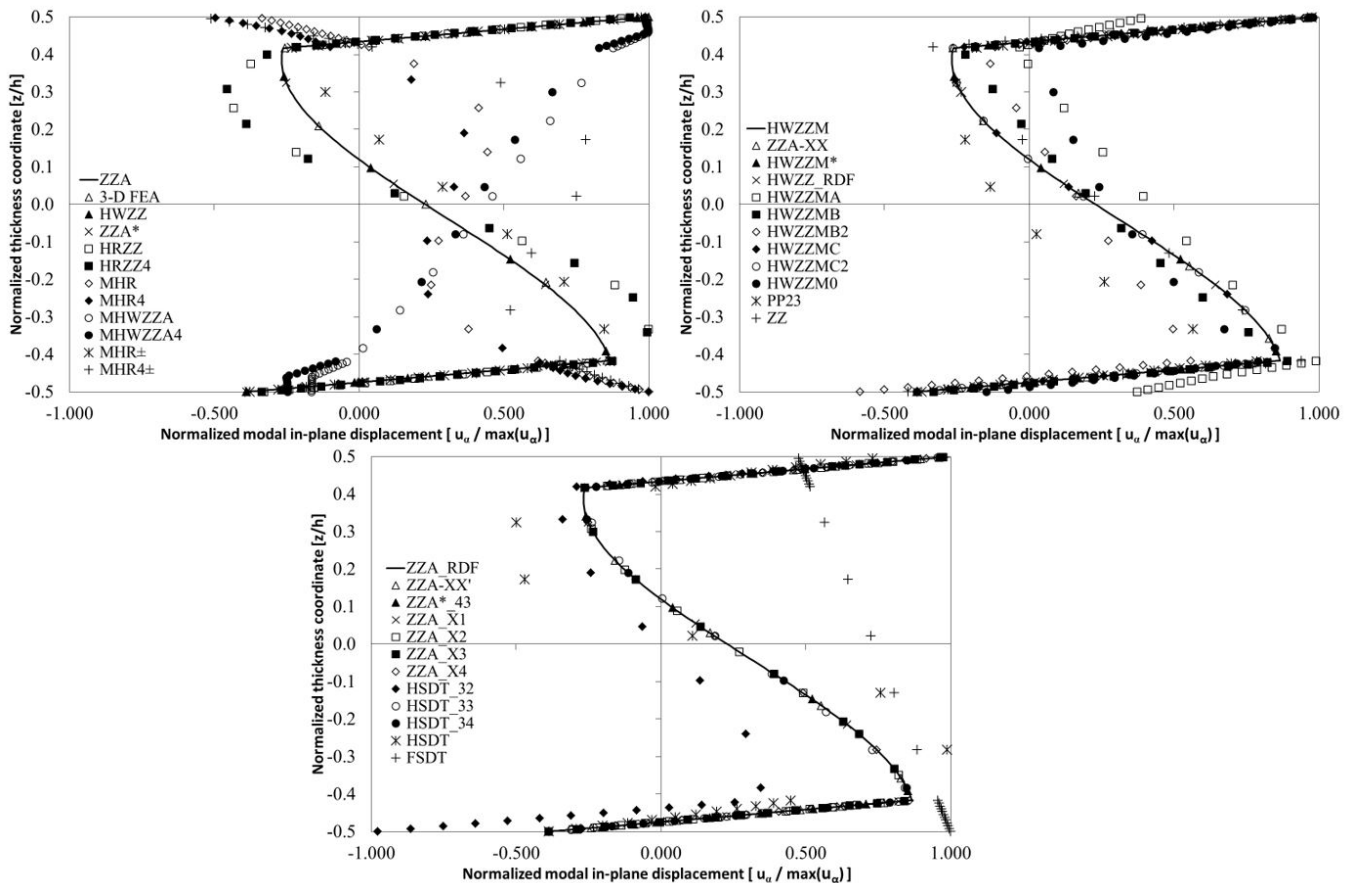 Normalized thickness coordinate [z/h]
0.5
0.4
0.3
0.2
0.1
0.0
-0.1
-0.2
-0.3
-0.4
-0.5
ZZA
3-D FEA
HWZZ
ZZA*
HRZZ
HRZZ4
MHR
MHR4
MHWZZA
MHWZZA4
MHR±
MHR4±
-1.000 -0.500 0.000 0.500 1.000
Normalized modal in-plane displacement [ uα / max(uα) ]
Normalized thickness coordinate [z/h]
0.5
0.4
0.3
0.2
0.1
0.0
-0.1
-0.2
-0.3
-0.4
-0.5
HWZZM
ZZA-XX
HWZZM*
HWZZ_RDF
HWZZMA
HWZZMB
HWZZMB2
HWZZMC
HWZZMC2
HWZZM0
PP23
ZZ
-1.000 -0.500 0.000 0.500 1.000
Normalized modal in-plane displacement [ uα / max(uα) ]
Normalized thickness coordinate [z/h]
0.5
0.4
0.3
0.2
0.1
0.0
-0.1
-0.2
-0.3
-0.4
-0.5
ZZA_RDF
ZZA-XX'
ZZA*_43
ZZA_X1
ZZA_X2
ZZA_X3
ZZA_X4
HSDT_32
HSDT_33
HSDT_34
HSDT
FSDT
-1.000 -0.500 0.000 0.500 1.000
Normalized modal in-plane displacement [ uα / max(uα) ]